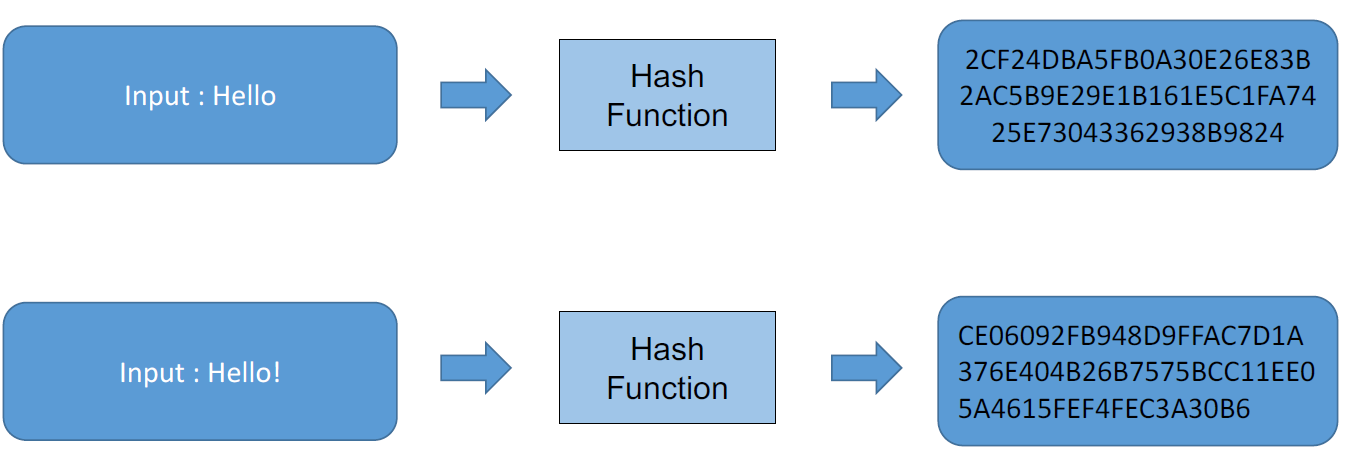 Input : Hello
Hash
Function
2CF24DBA5FB0A30E26E83B
2AC5B9E29E1B161E5C1FA74
25E73043362938B9824
Input : Hello!
Hash
Function
CE06092FB948D9FFAC7D1A
376E404B26B7575BCC11EE0
5A4615FEF4FEC3A30B6